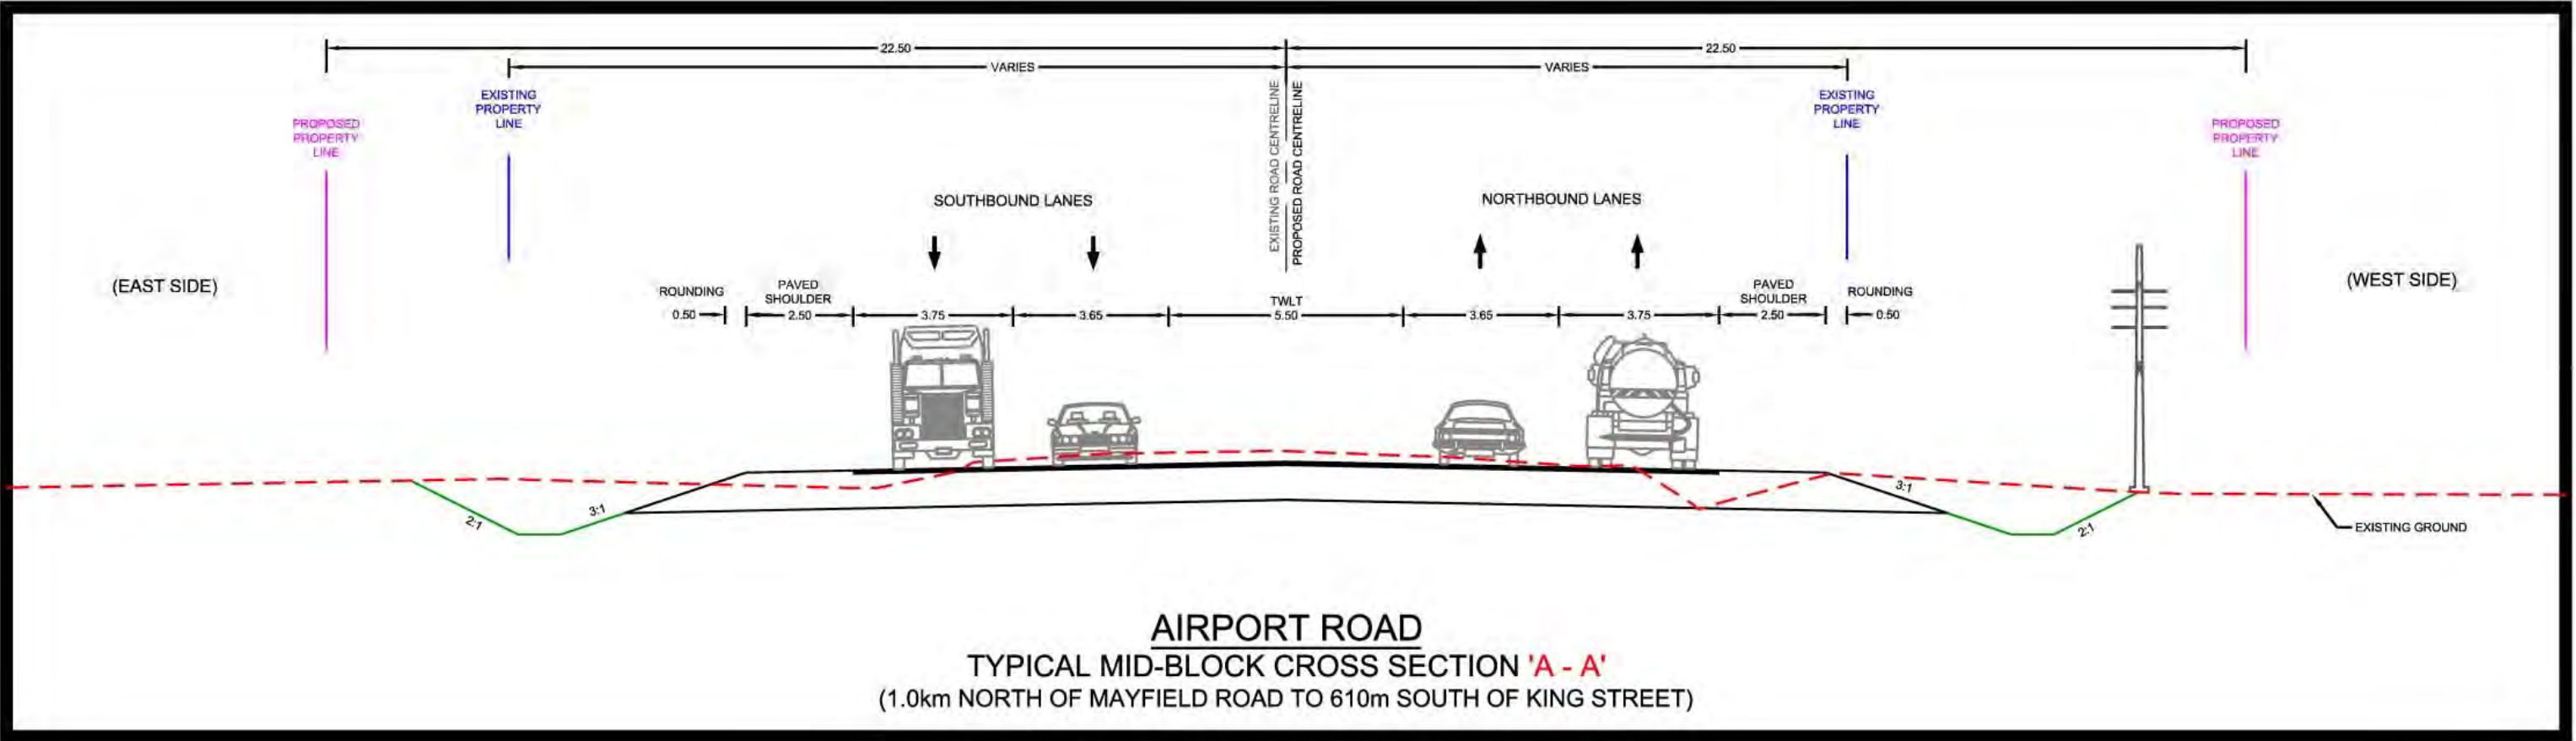 22.50
22.50
VARIES
VARIES
EXISTING
PROPERTY
LINE
EXISTING
PROPERTY
LINE
PROPOSED
PROPERTY
LINE
PROPOSED
PROPERTY
LINE
EXISTING ROAD CENTRELINE
PROPOSED ROAD CENTRELINE
SOUTHBOUND LANES
NORTHBOUND LANES
(EAST SIDE)
(WEST SIDE)
ROUNDING
0.50
PAVED
SHOULDER
2.50
3.75
3.65
TWLT
5.50
3.65
3.75
PAVED
SHOULDER
2.50
ROUNDING
0.50
2:1
3:1
3:1
2:1
EXISTING GROUND
AIRPORT ROAD
TYPICAL MID-BLOCK CROSS SECTION 'A - A'
(1.0km NORTH OF MAYFIELD ROAD TO 610m SOUTH OF KING STREET)